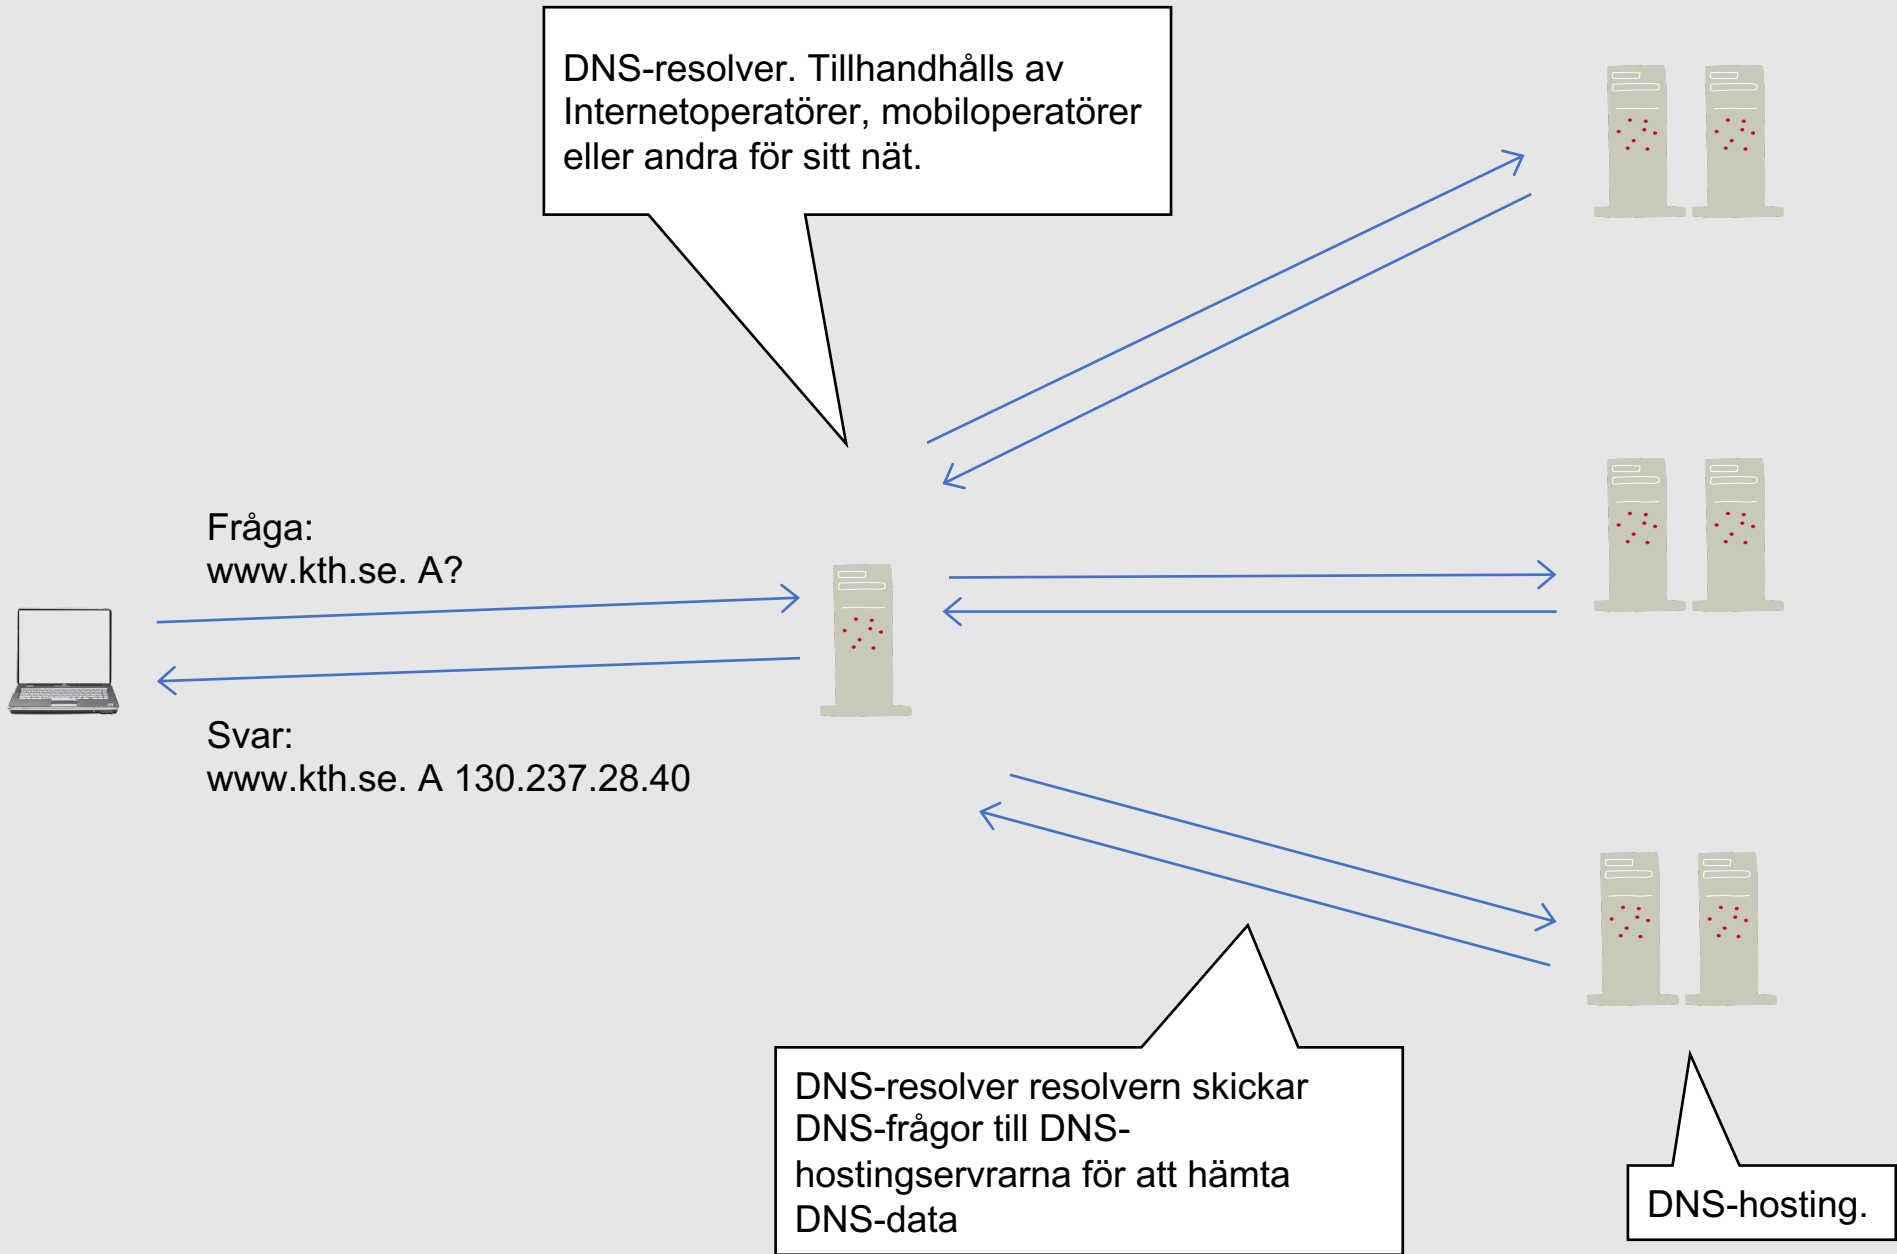 DNS-resolver. Tillhandhålls av
Internetoperatörer, mobiloperatörer
eller andra för sitt nät.
Fråga:
www.kth.se. A?
Svar:
www.kth.se. A 130.237.28.40
DNS-resolver resolvern skickar
DNS-frågor till DNS-
hostingservrarna för att hämta
DNS-data
DNS-hosting.